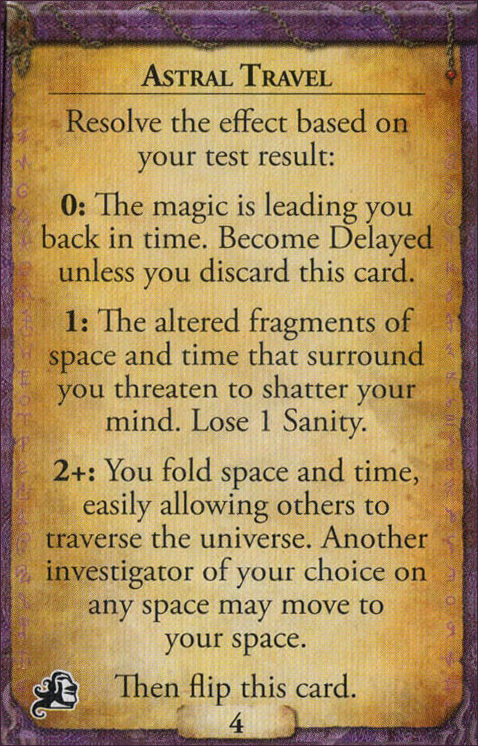 ASTRAL TRAVEL
Resolve the effect based on
your test result:
0: The magic is leading you
back in time. Become Delayed
unless you discard this card.
1: The altered fragments of
space and time that surround
you threaten to shatter your
mind. Lose 1 Sanity.
2+: You fold space and time,
easily allowing others to
traverse the universe. Another
investigator of your choice on
any space may move to
your space.
Then flip this card.
4